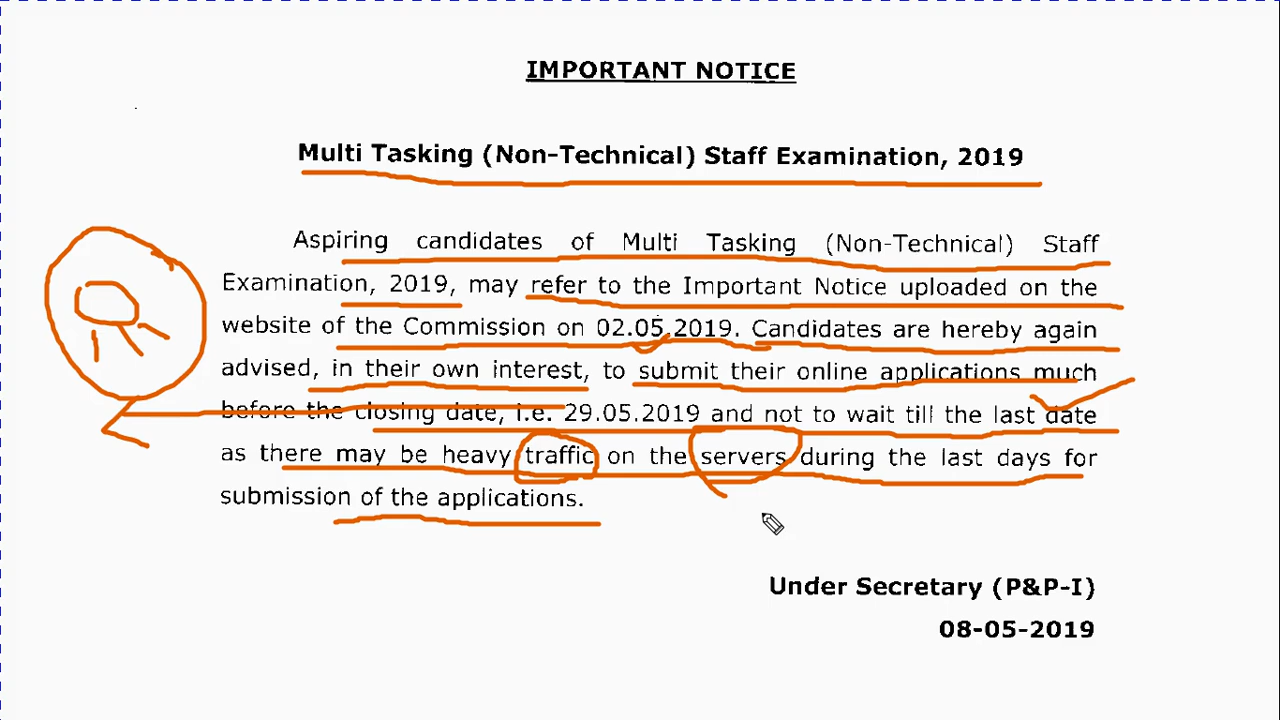 IMPORTANT NOTICE
Multi Tasking (Non-Technical) Staff Examination, 2019
Aspiring candidates of Multi Tasking (Non-Technical) Staff
Examination, 2019, may refer to the Important Notice uploaded on the
website of the Commission on 02.05.2019. Candidates are hereby again
advised, in their own interest, to submit their online applications much
before the closing date, i.e. 29.05.2019 and not to wait till the last date
as there may be heavy traffic on the servers during the last days for
submission of the applications.
Under Secretary (P&P-I)
08-05-2019